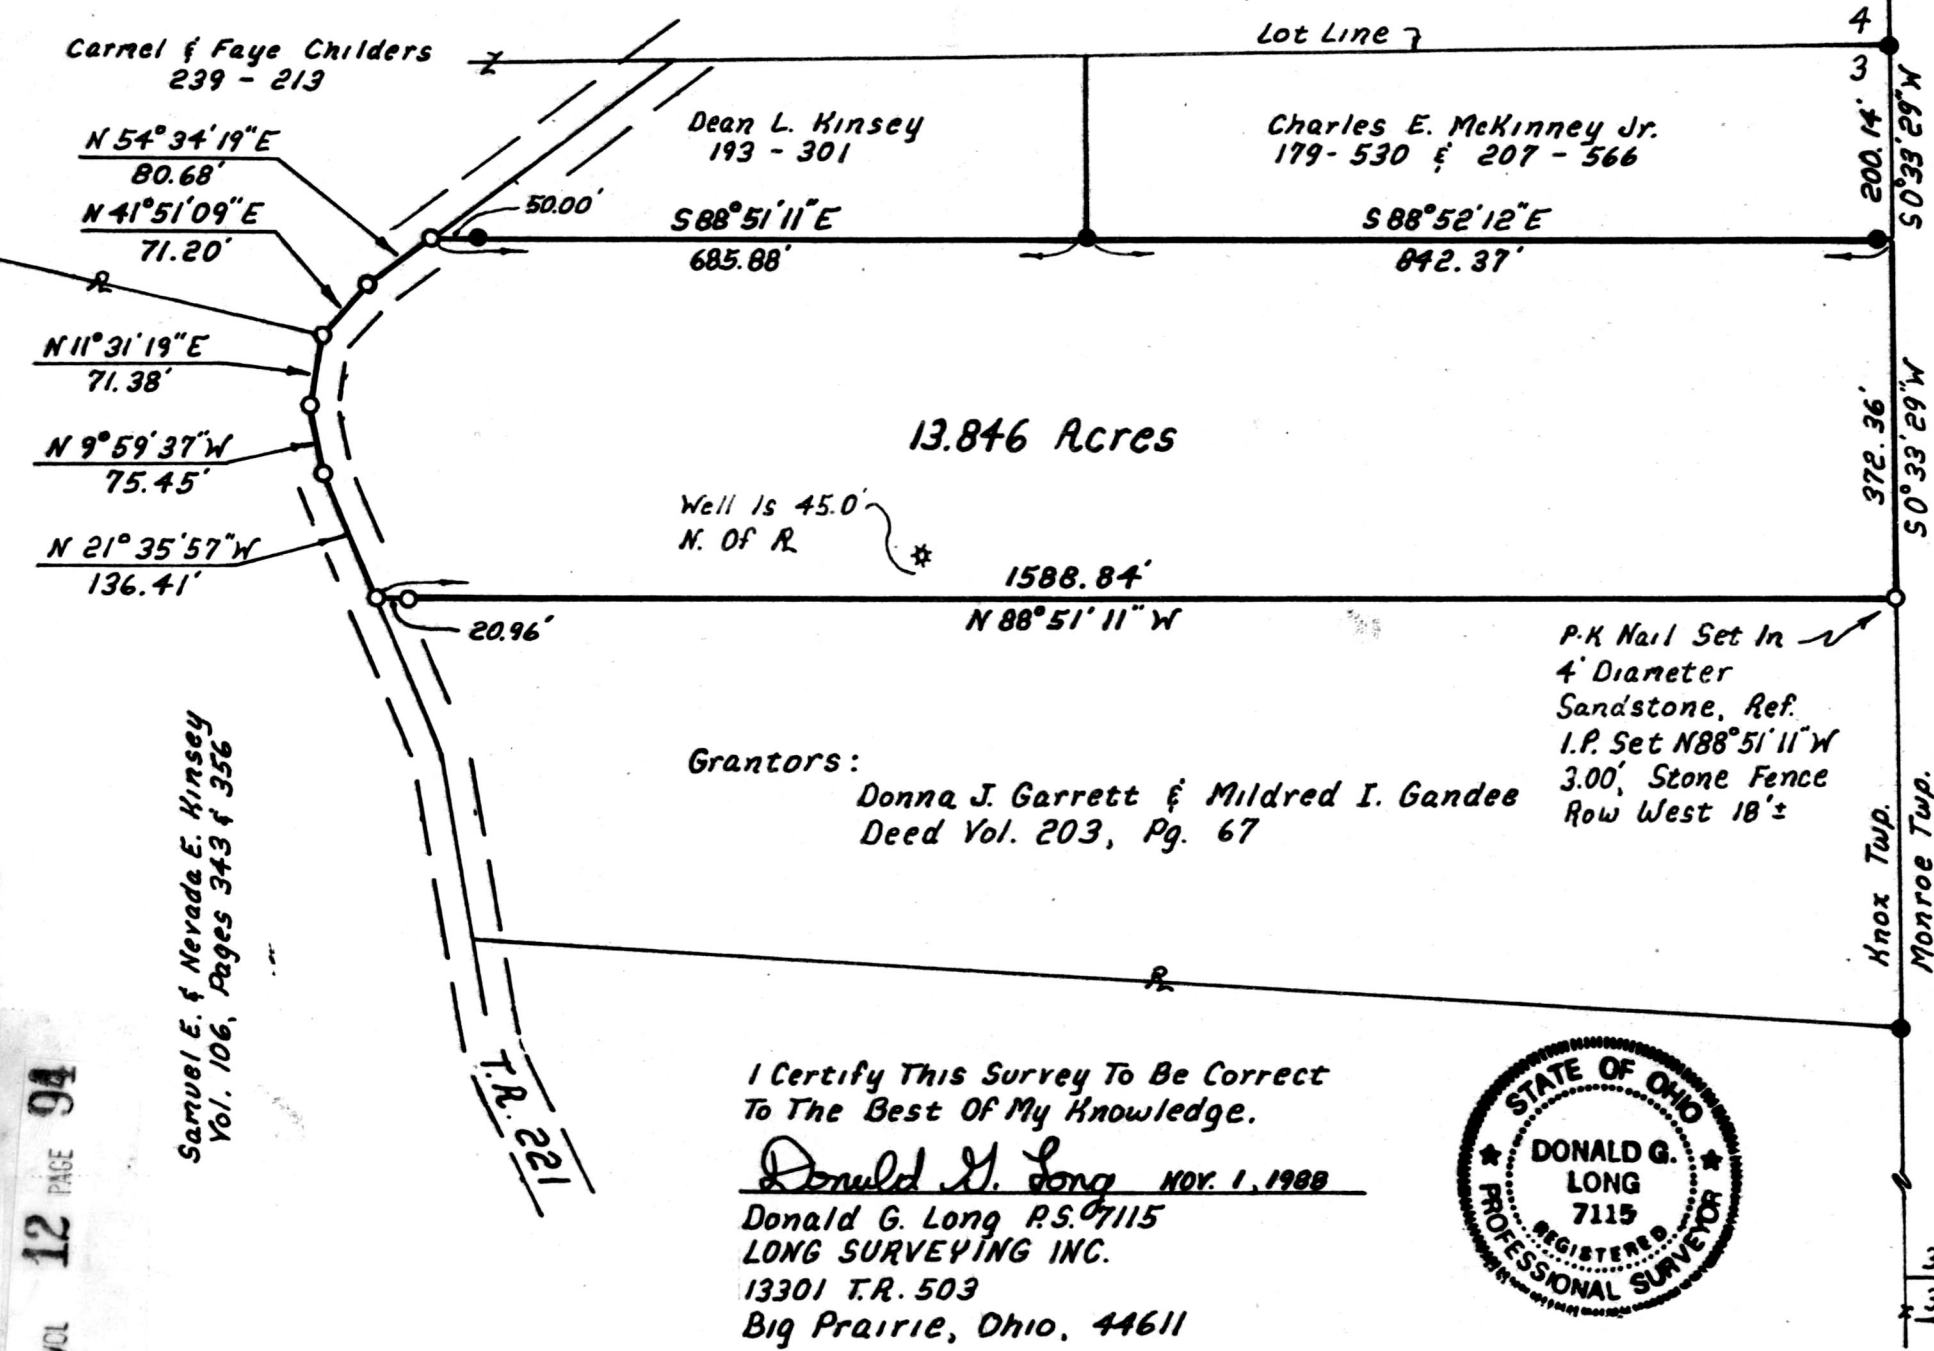 Lot Line
4
3
Carmel & Faye Childers
239 - 213
Dean L. Kinsey
193 - 301
Charles E. McKinney Jr.
179-530 & 207-566
200.14'
S0°33'29"W
N 54°34'19"E
80.68'
N 41°51'09"E
71.20'
50.00'
S 88°51'11"E
685.88'
S 88°52'12"E
842.37'
N 11°31'19"E
71.38'
N 9°59'37"W
75.45'
N 21°35'57"W
136.41'
13.846 Acres
372.36'
S0°33'29"W
Well Is 45.0'
N. Of PL
1588.84'
N 88°51'11"W
20.96'
P.K Nail Set In
4' Diameter
Sandstone, Ref.
I.P. Set N88°51'11"W
3.00', Stone Fence
Row West 18'±
Samuel E. & Nevada E. Kinsey
Vol. 106, Pages 343 & 356
Grantors:
Donna J. Garrett & Mildred I. Gandee
Deed Vol. 203, Pg. 67
Knox Twp.
Monroe Twp.
PL
PL
T.R. 221
I Certify This Survey To Be Correct
To The Best Of My Knowledge.
Donald G. Long NOV. 1, 1988
Donald G. Long P.S. 7115
LONG SURVEYING INC.
13301 T.R. 503
Big Prairie, Ohio, 44611
STATE OF OHIO
DONALD G.
LONG
7115
REGISTERED
PROFESSIONAL SURVEYOR
VOL 12 PAGE